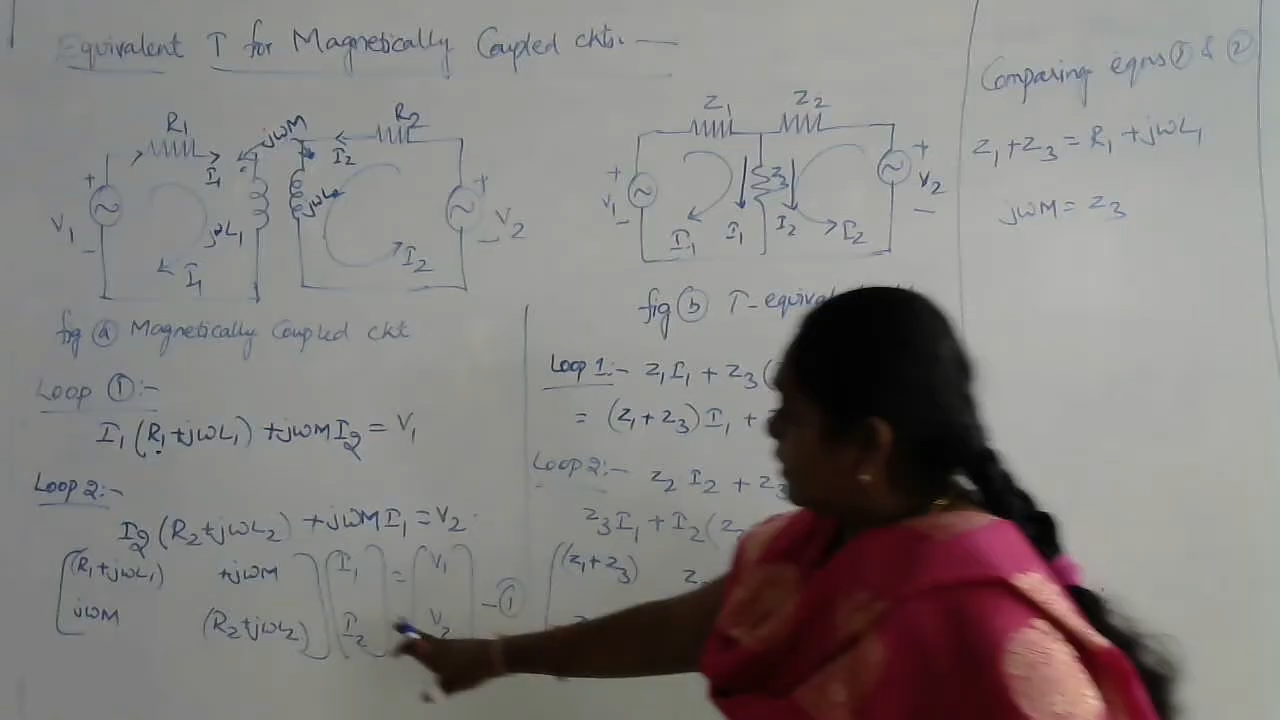 Equivalent T for Magnetically Coupled ckts. —
R1
jωM
R2
I1
I2
+
V1
−
jωL1
jωL2
+
V2
−
I1
I2
fig ⓐ Magnetically Coupled ckt
Loop ①:-
I1 (R1+jωL1) +jωM I2 = V1
Loop 2:-
I2 (R2+jωL2) +jωM I1 = V2
(R1+jωL1) +jωM I1 = V1
jωM (R2+jωL2) I2 V2 -①
Z1
Z2
+
V1
−
Z3
+
V2
−
I1 I1 I2 I2
fig ⓑ T-equival
Loop 1:- Z1I1 + Z3(
= (Z1+Z3) I1 +
Loop 2:- Z2 I2 + Z3
Z3I1 + I2(Z2
(Z1+Z3)
Comparing eqns ① & ②
Z1+Z3 = R1+jωL1
jωM = Z3